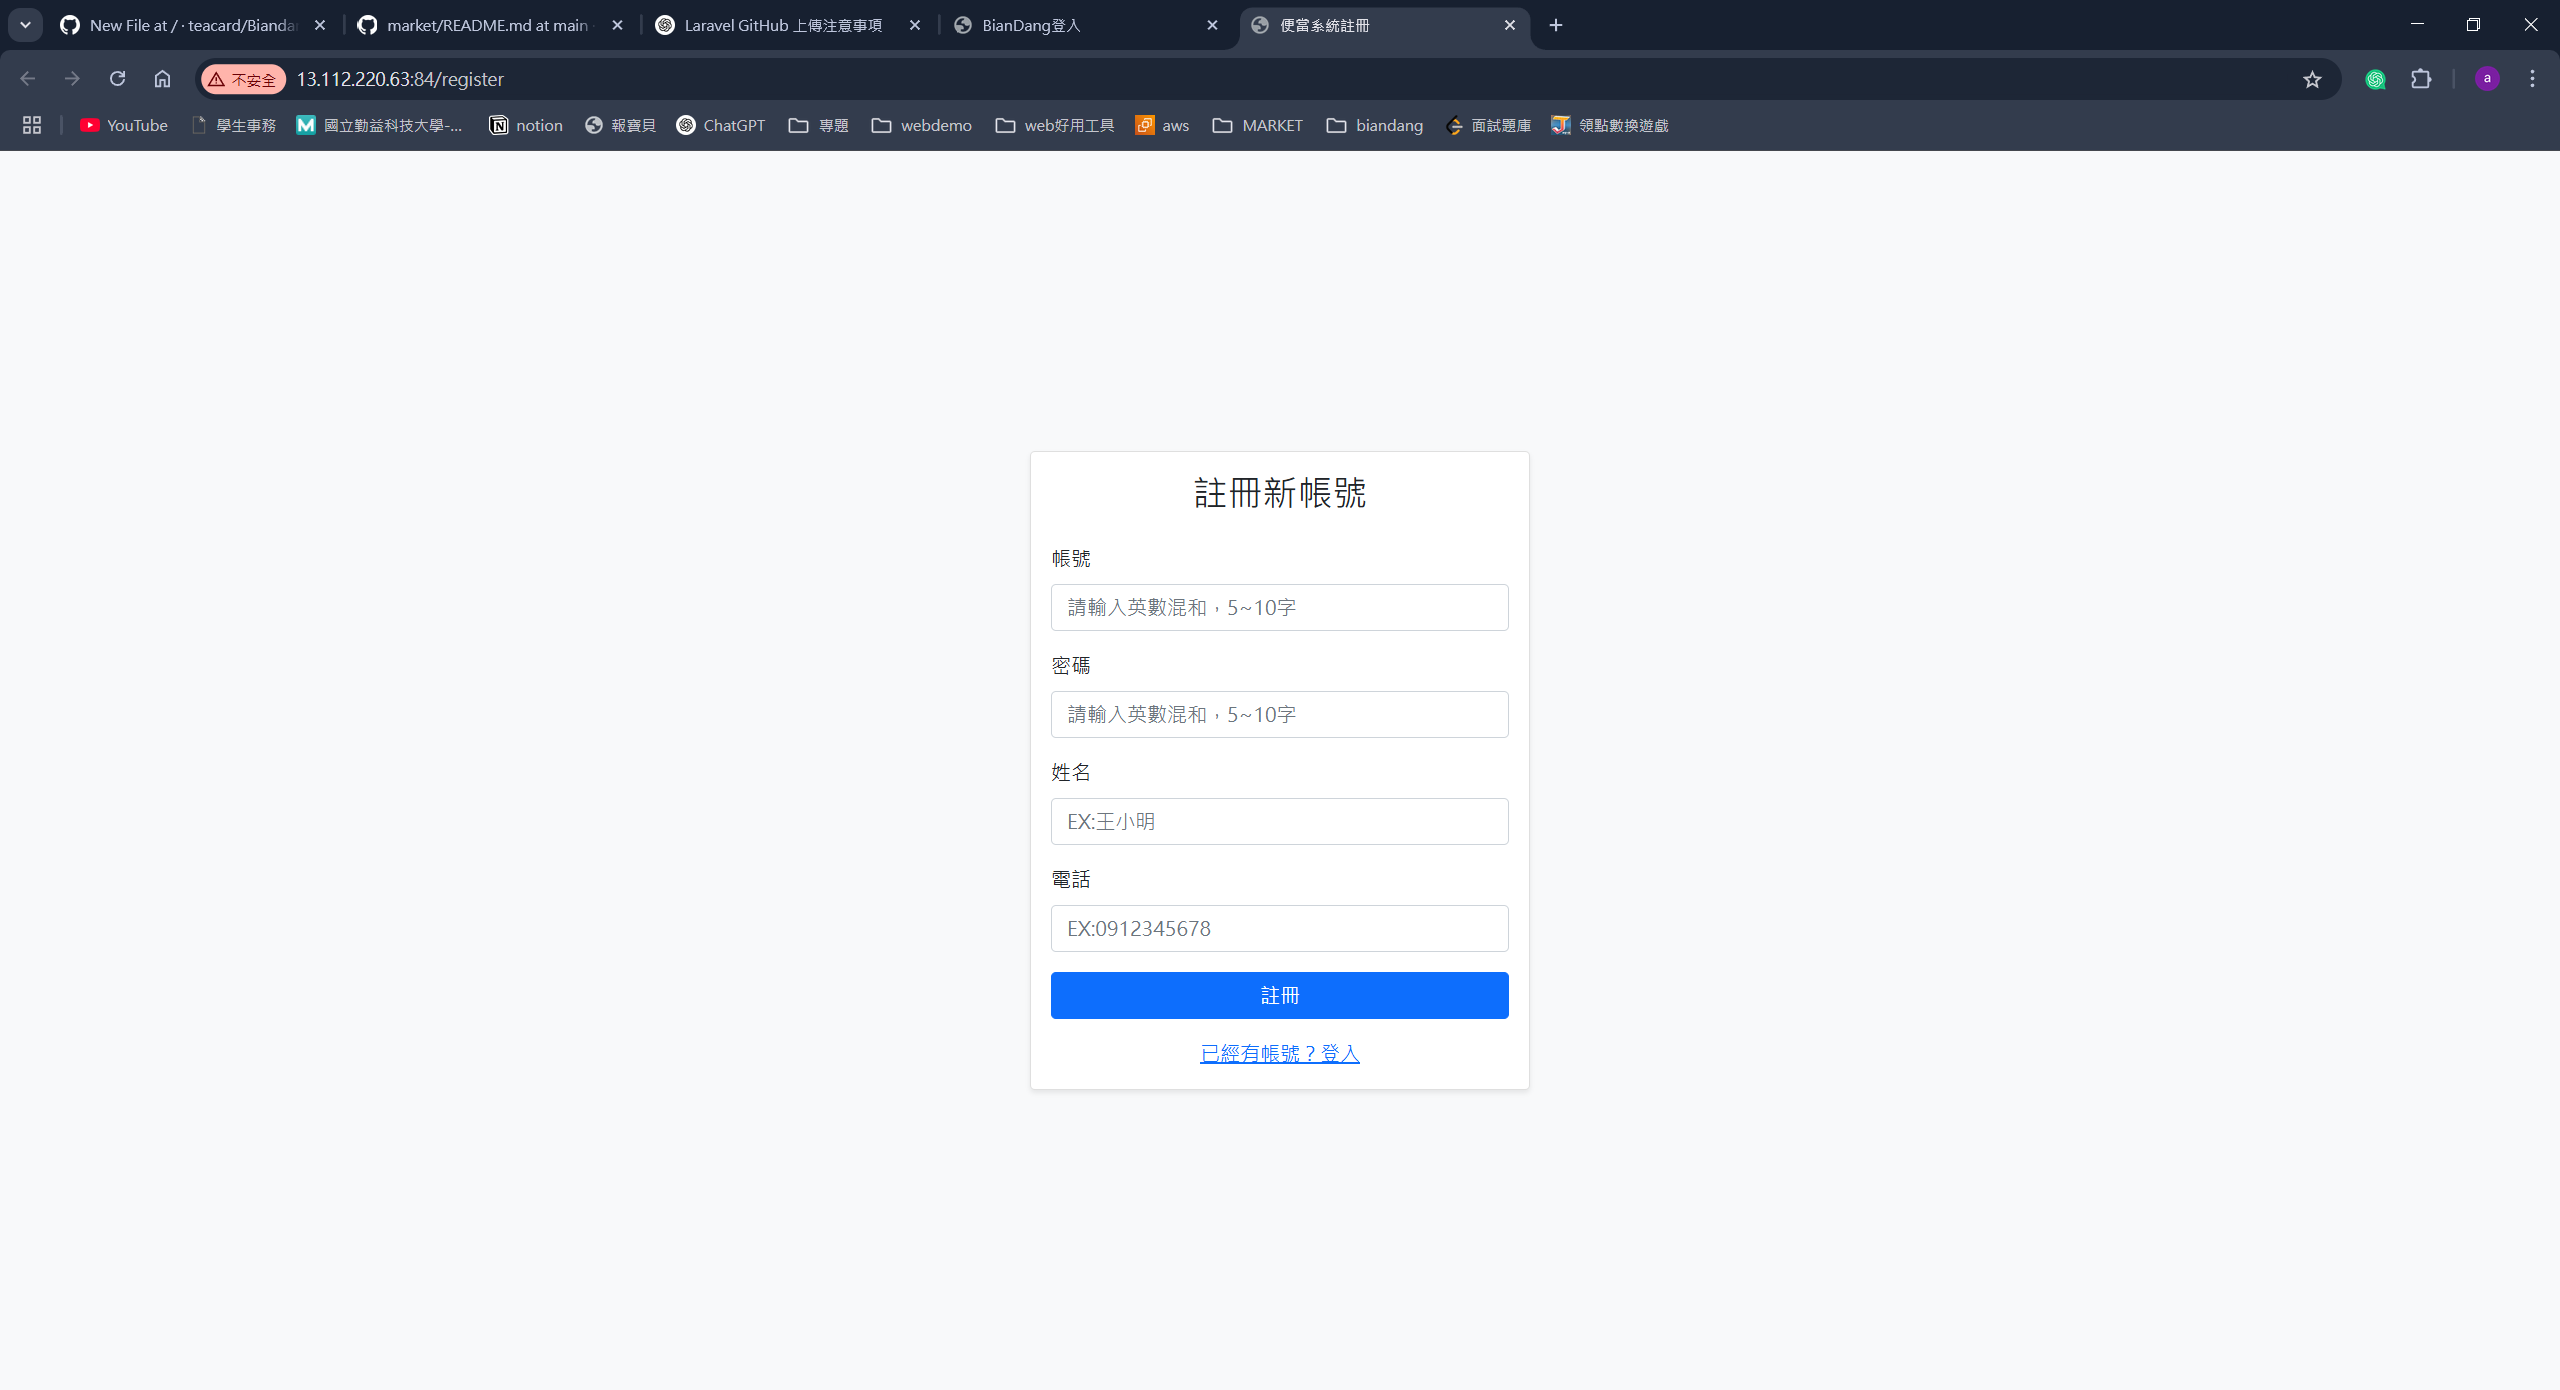 New File at / · teacard/Bianda
market/README.md at main
Laravel GitHub 上傳注意事項
BianDang登入
便當系統註冊
不安全
13.112.220.63:84/register
a
YouTube
學生事務
國立勤益科技大學-...
notion
報寶貝
ChatGPT
專題
webdemo
web好用工具
aws
MARKET
biandang
面試題庫
領點數換遊戲
註冊新帳號
帳號
請輸入英數混和，5~10字
密碼
請輸入英數混和，5~10字
姓名
EX:王小明
電話
EX:0912345678
註冊
已經有帳號？登入